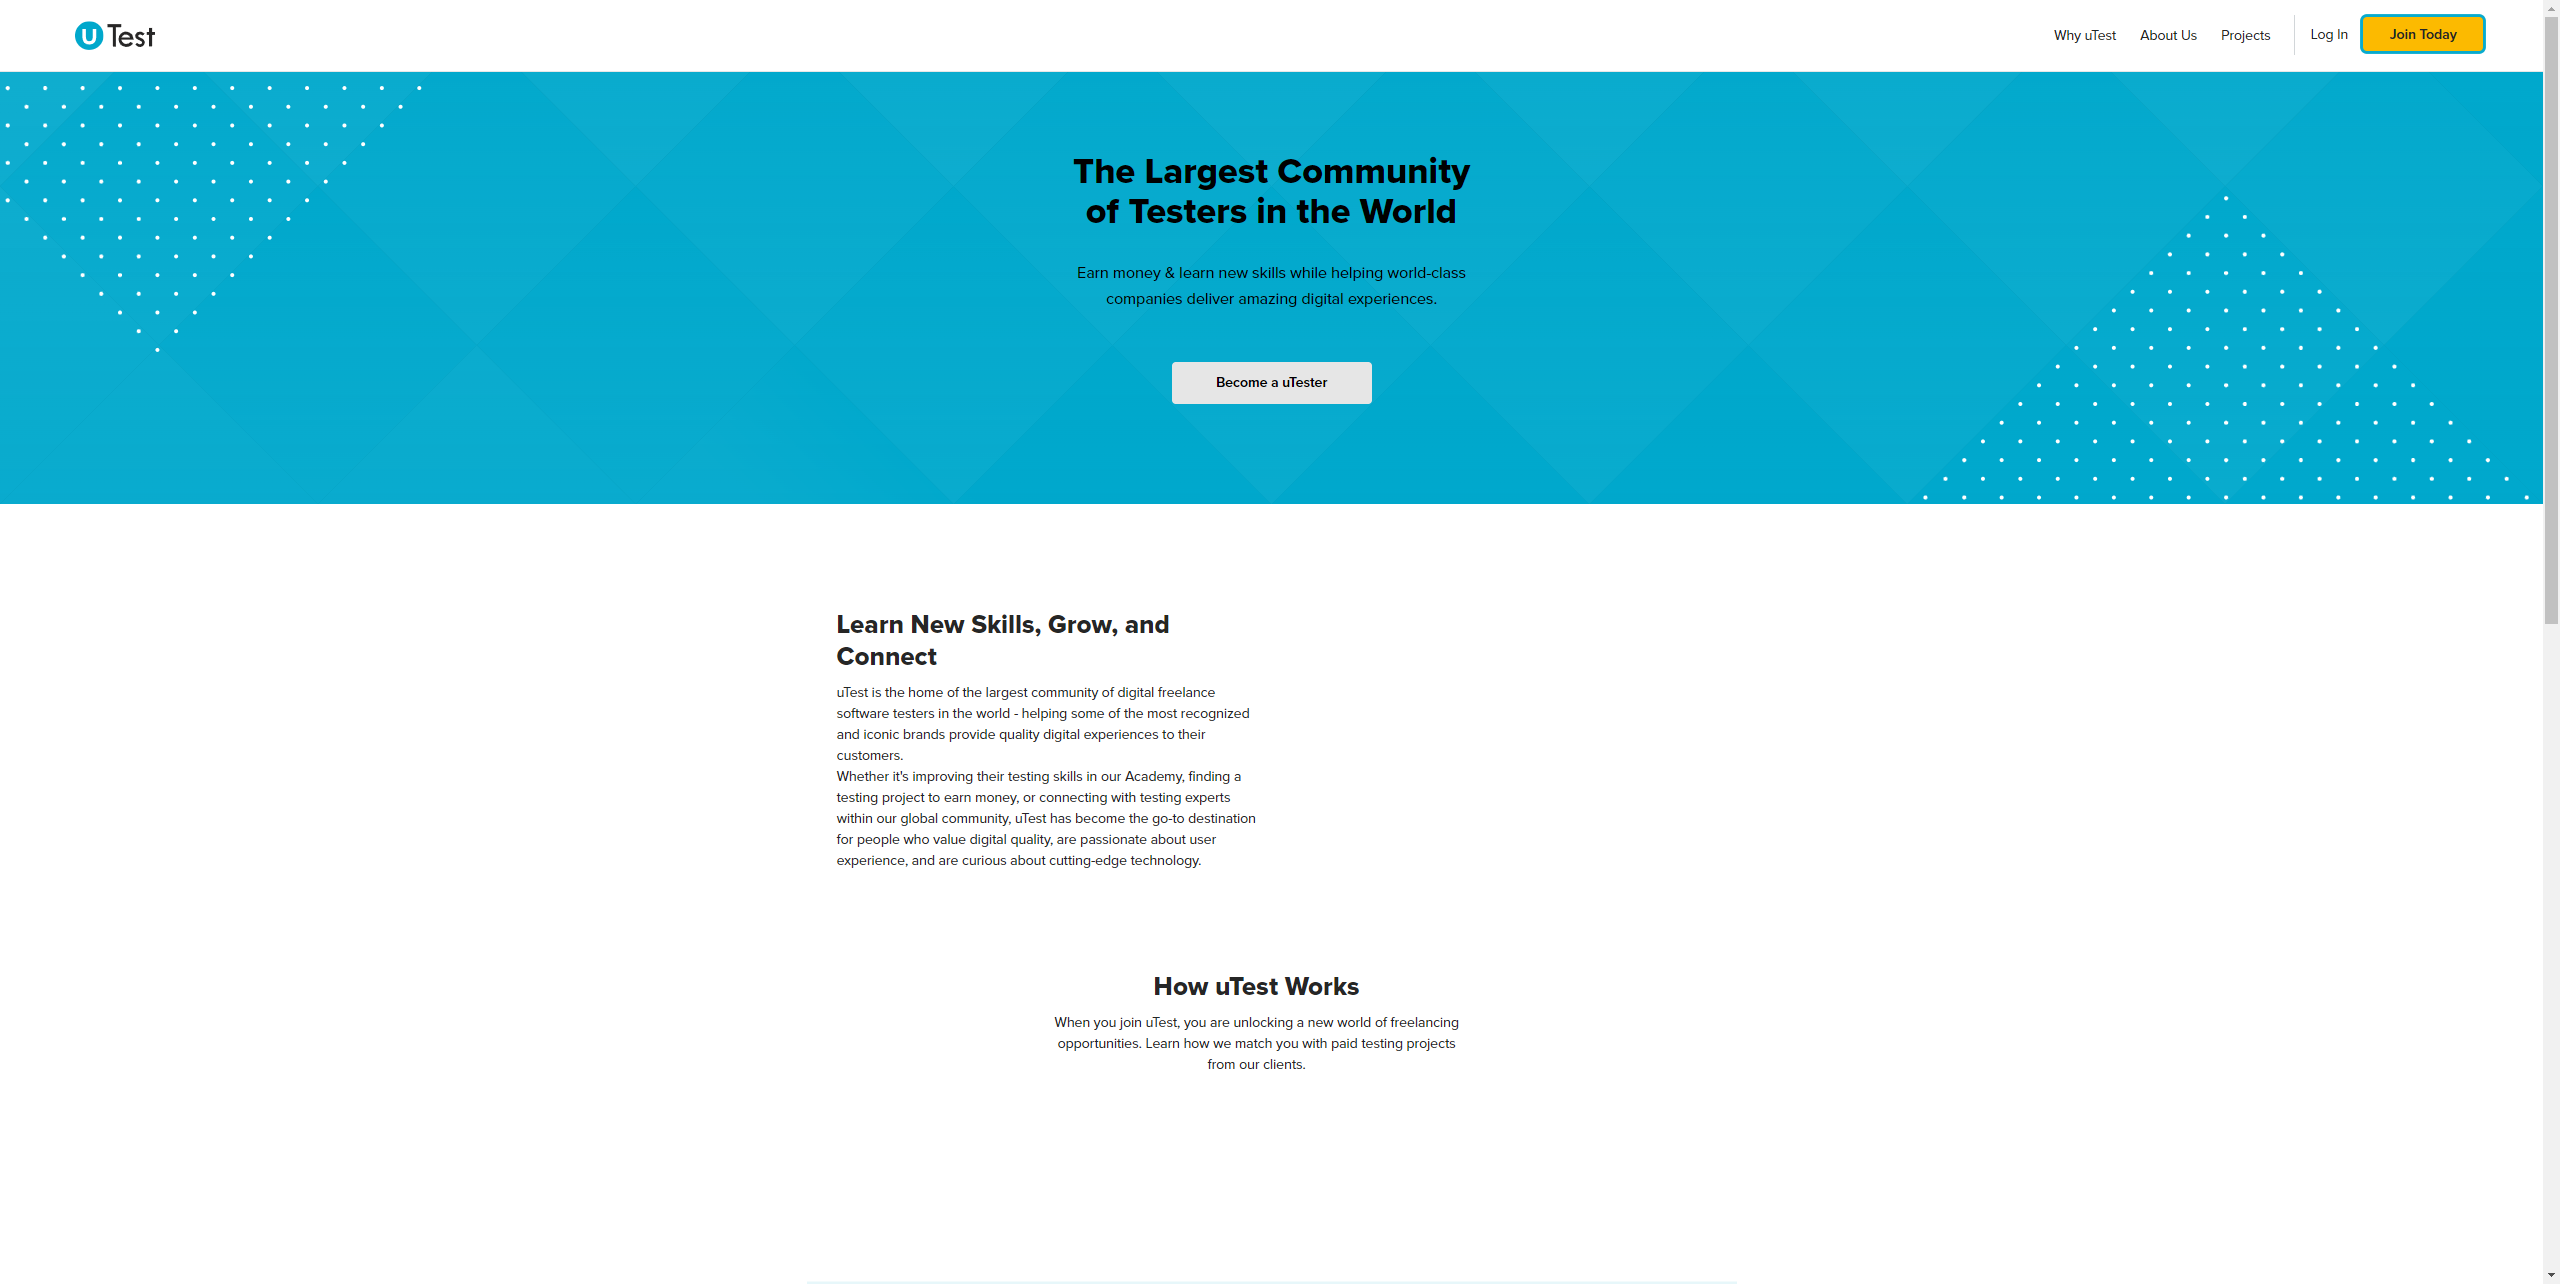 uTest
Why uTest
About Us
Projects
Log In
Join Today
The Largest Community
of Testers in the World
Earn money & learn new skills while helping world-class
companies deliver amazing digital experiences.
Become a uTester
Learn New Skills, Grow, and
Connect
uTest is the home of the largest community of digital freelance
software testers in the world - helping some of the most recognized
and iconic brands provide quality digital experiences to their
customers.
Whether it's improving their testing skills in our Academy, finding a
testing project to earn money, or connecting with testing experts
within our global community, uTest has become the go-to destination
for people who value digital quality, are passionate about user
experience, and are curious about cutting-edge technology.
How uTest Works
When you join uTest, you are unlocking a new world of freelancing
opportunities. Learn how we match you with paid testing projects
from our clients.